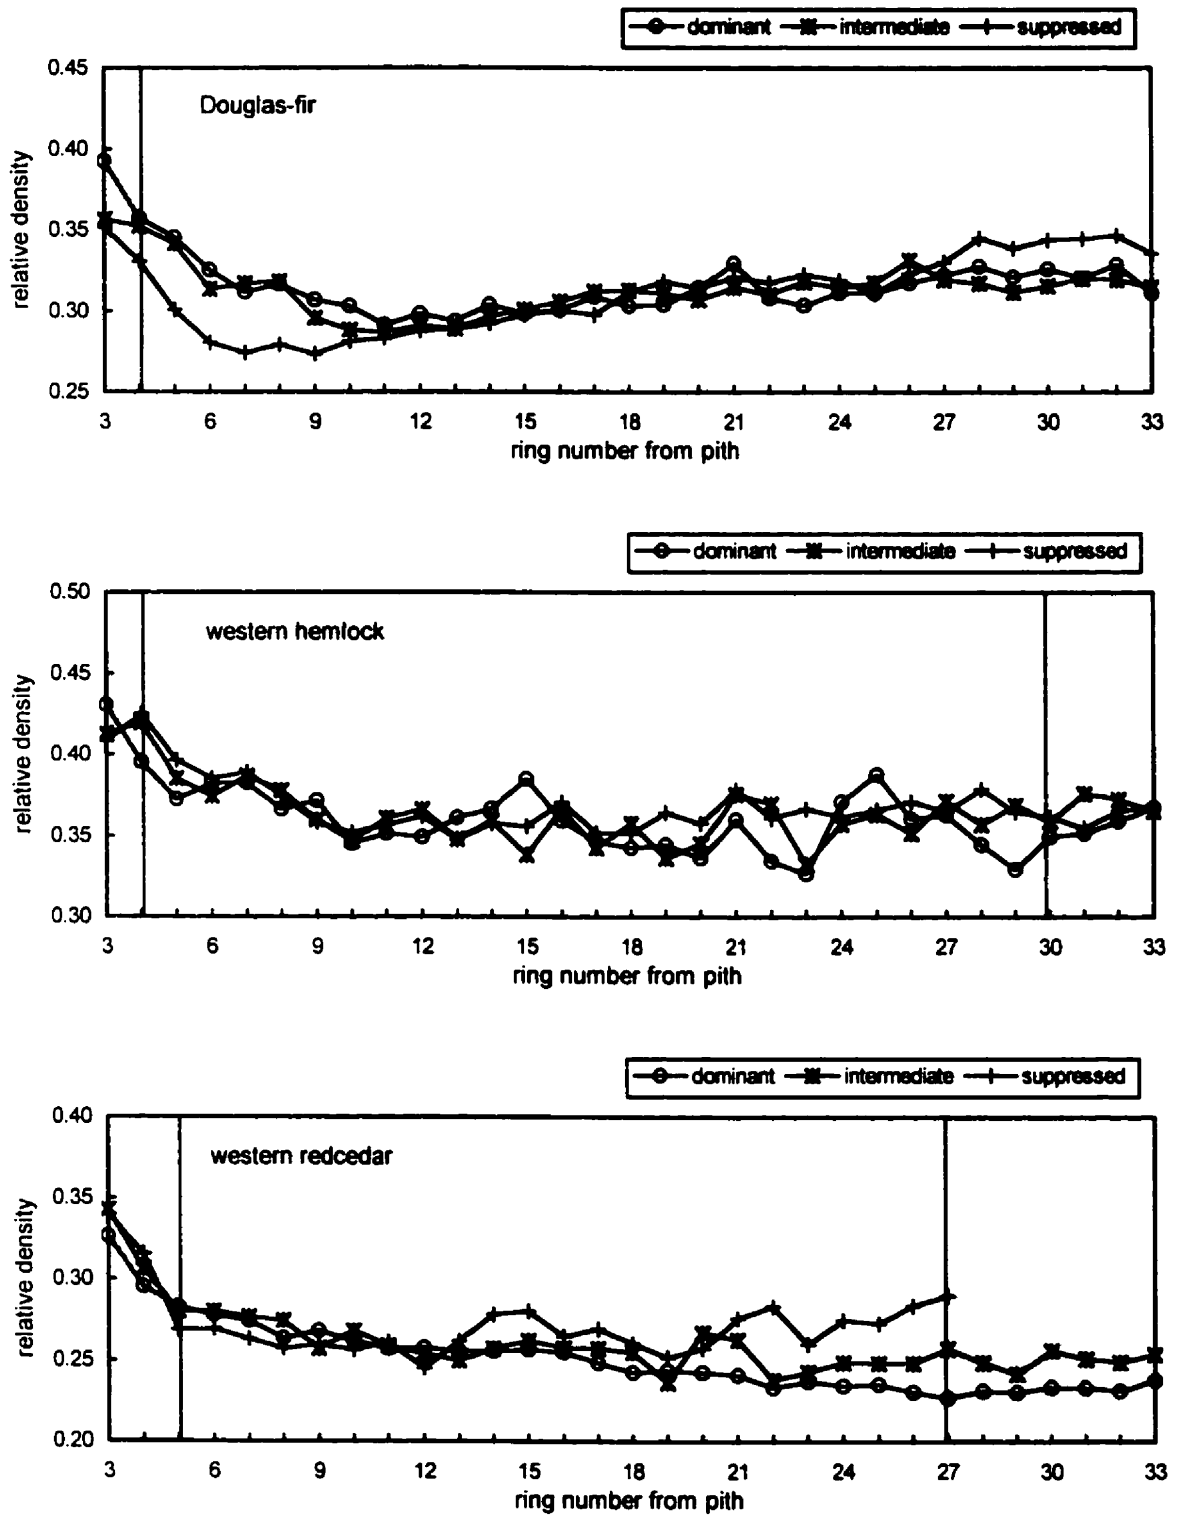 dominant intermediate suppressed
0.45
Douglas-fir
0.40
0.35
0.30
0.25
relative density
3 6 9 12 15 18 21 24 27 30 33
ring number from pith
dominant intermediate suppressed
0.50
western hemlock
0.45
0.40
0.35
0.30
relative density
3 6 9 12 15 18 21 24 27 30 33
ring number from pith
dominant intermediate suppressed
0.40
western redcedar
0.35
0.30
0.25
0.20
relative density
3 6 9 12 15 18 21 24 27 30 33
ring number from pith